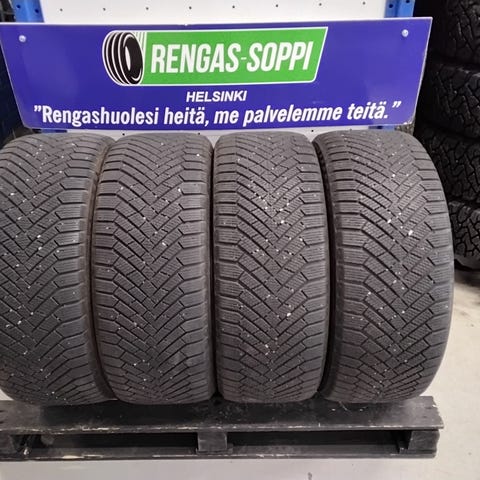 RENGAS-SOPPI
HELSINKI
"Rengashuolesi heitä, me palvelemme teitä."